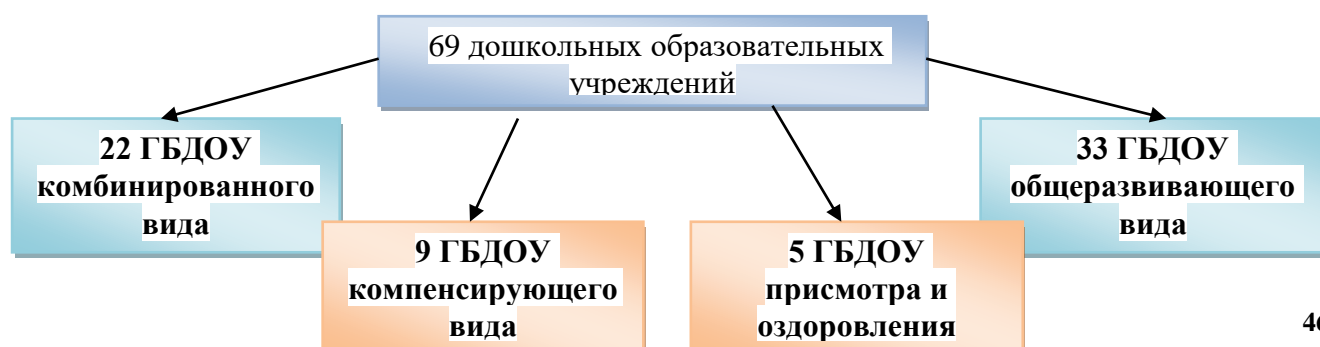 69 дошкольных образовательных
учреждений
22 ГБДОУ
комбинированного
вида
9 ГБДОУ
компенсирующего
вида
5 ГБДОУ
присмотра и
оздоровления
33 ГБДОУ
общеразвивающего
вида